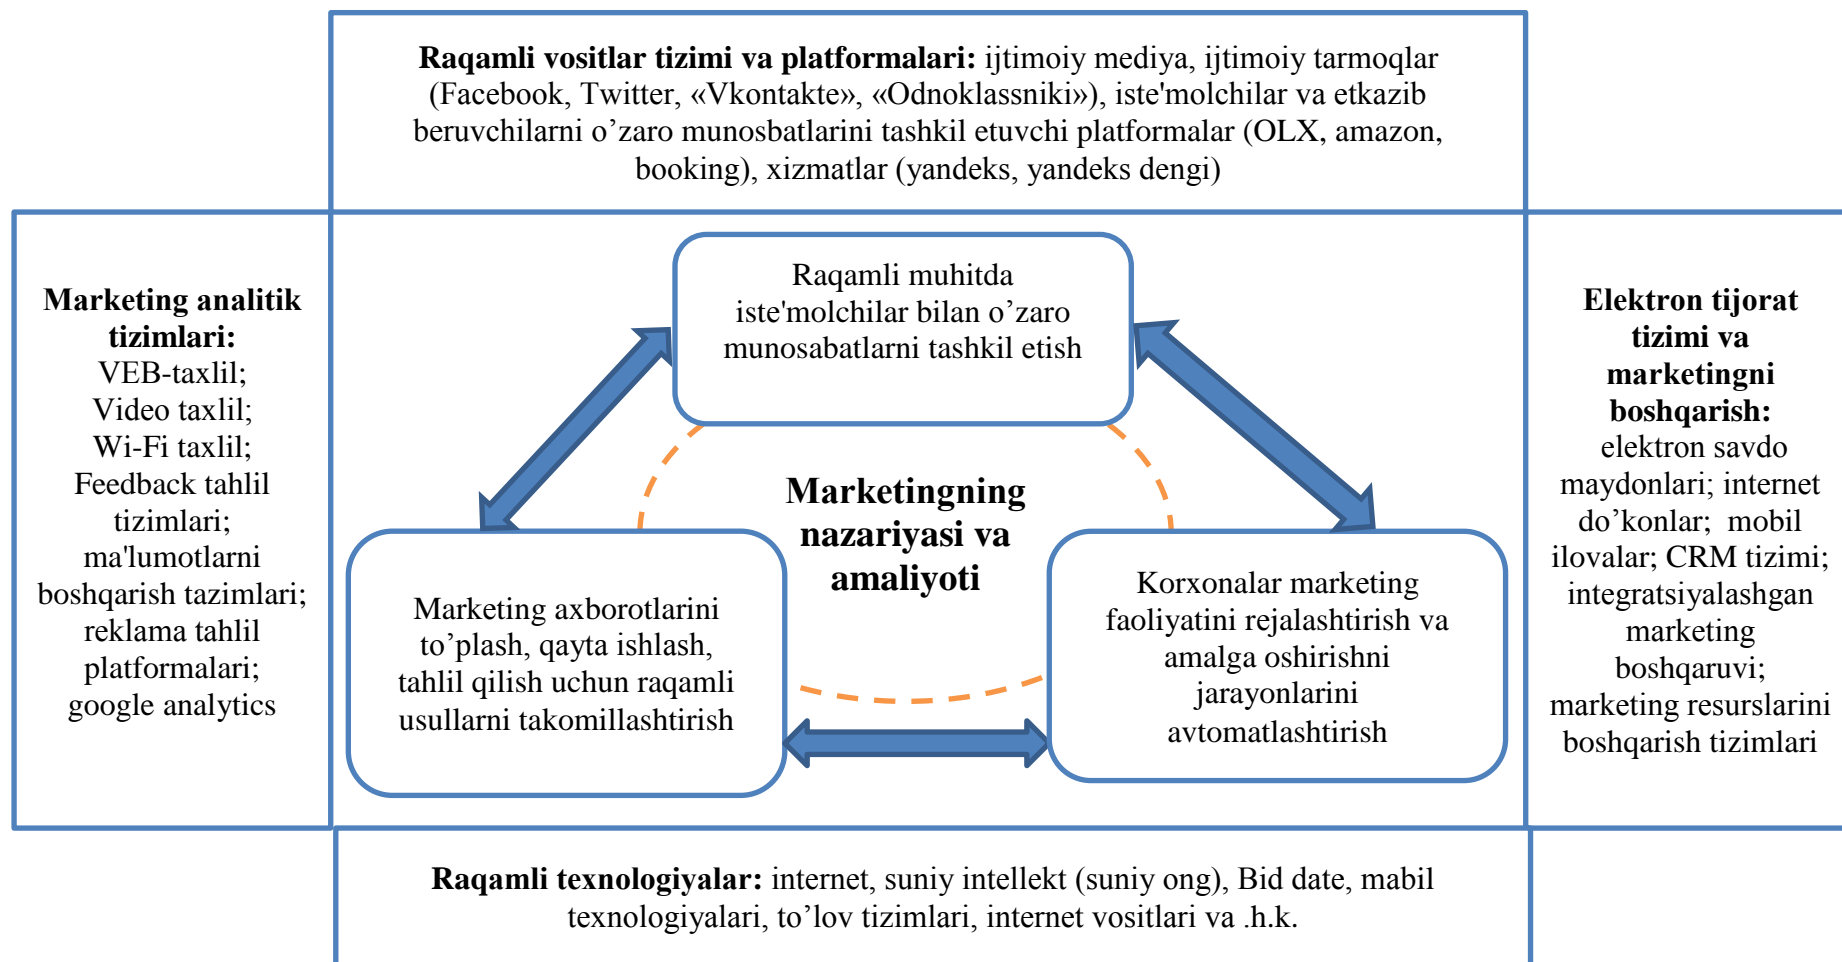 Raqamli vositlar tizimi va platformalari: ijtimoiy mediya, ijtimoiy tarmoqlar
(Facebook, Twitter, «Vkontakte», «Odnoklassniki»), iste'molchilar va etkazib
beruvchilarni o’zaro munosbatlarini tashkil etuvchi platformalar (OLX, amazon,
booking), xizmatlar (yandeks, yandeks dengi)
Marketing analitik
tizimlari:
VEB-taxlil;
Video taxlil;
Wi-Fi taxlil;
Feedback tahlil
tizimlari;
ma'lumotlarni
boshqarish tazimlari;
reklama tahlil
platformalari;
google analytics
Raqamli muhitda
iste'molchilar bilan o’zaro
munosabatlarni tashkil etish
Marketingning
nazariyasi va
amaliyoti
Marketing axborotlarini
to’plash, qayta ishlash,
tahlil qilish uchun raqamli
usullarni takomillashtirish
Korxonalar marketing
faoliyatini rejalashtirish va
amalga oshirishni
jarayonlarini
avtomatlashtirish
Elektron tijorat
tizimi va
marketingni
boshqarish:
elektron savdo
maydonlari; internet
do’konlar;  mobil
ilovalar; CRM tizimi;
integratsiyalashgan
marketing
boshqaruvi;
marketing resurslarini
boshqarish tizimlari
Raqamli texnologiyalar: internet, suniy intellekt (suniy ong), Bid date, mabil
texnologiyalari, to’lov tizimlari, internet vositlari va .h.k.